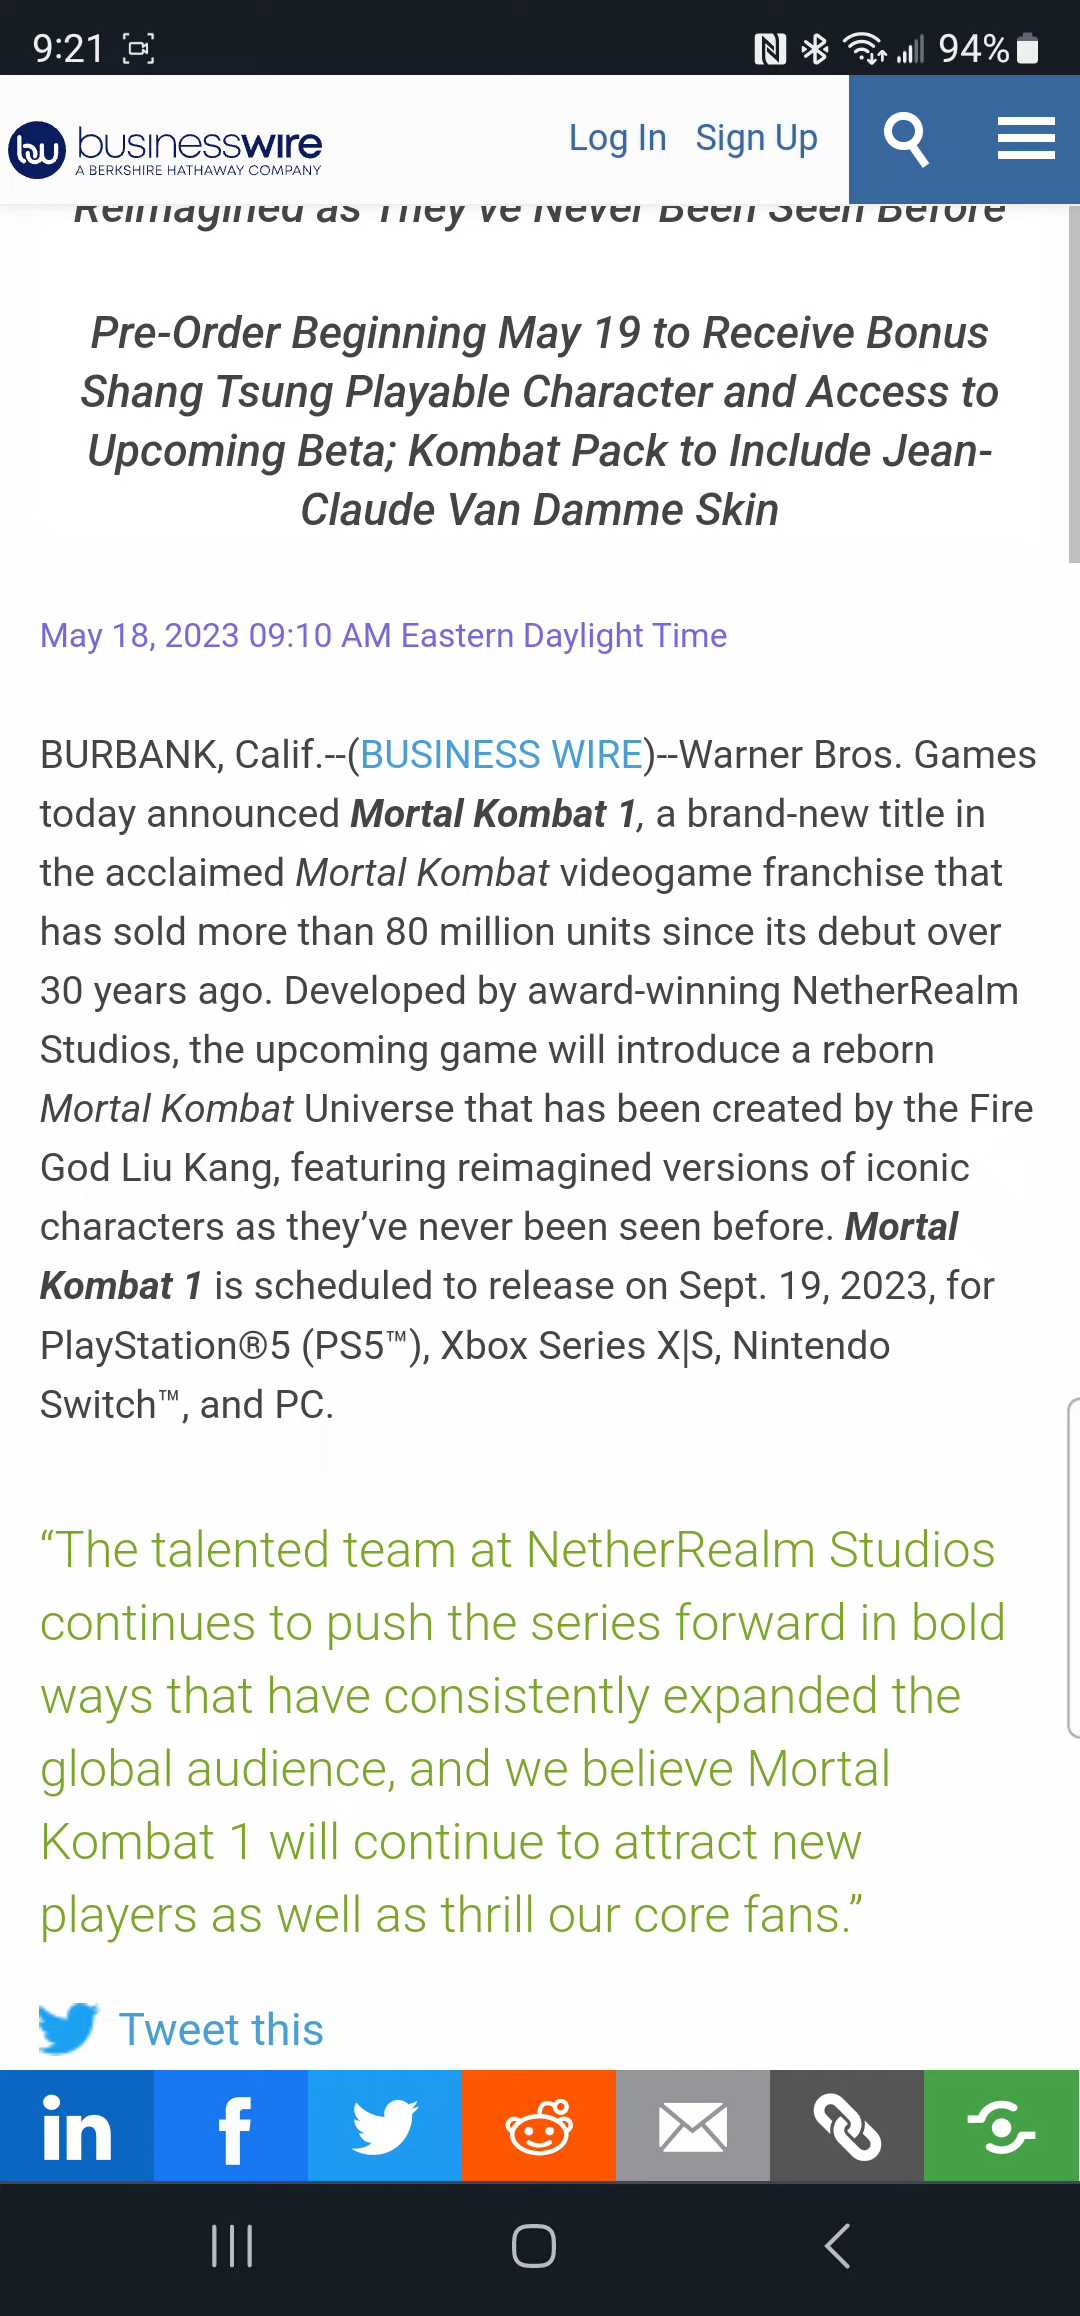 9:21
94%
businesswire
A BERKSHIRE HATHAWAY COMPANY
Log In Sign Up
Reimagined as They've Never Been Seen Before
Pre-Order Beginning May 19 to Receive Bonus
Shang Tsung Playable Character and Access to
Upcoming Beta; Kombat Pack to Include Jean-
Claude Van Damme Skin
May 18, 2023 09:10 AM Eastern Daylight Time
BURBANK, Calif.--(BUSINESS WIRE)--Warner Bros. Games
today announced Mortal Kombat 1, a brand-new title in
the acclaimed Mortal Kombat videogame franchise that
has sold more than 80 million units since its debut over
30 years ago. Developed by award-winning NetherRealm
Studios, the upcoming game will introduce a reborn
Mortal Kombat Universe that has been created by the Fire
God Liu Kang, featuring reimagined versions of iconic
characters as they’ve never been seen before. Mortal
Kombat 1 is scheduled to release on Sept. 19, 2023, for
PlayStation®5 (PS5™), Xbox Series X|S, Nintendo
Switch™, and PC.
“The talented team at NetherRealm Studios
continues to push the series forward in bold
ways that have consistently expanded the
global audience, and we believe Mortal
Kombat 1 will continue to attract new
players as well as thrill our core fans.”
Tweet this